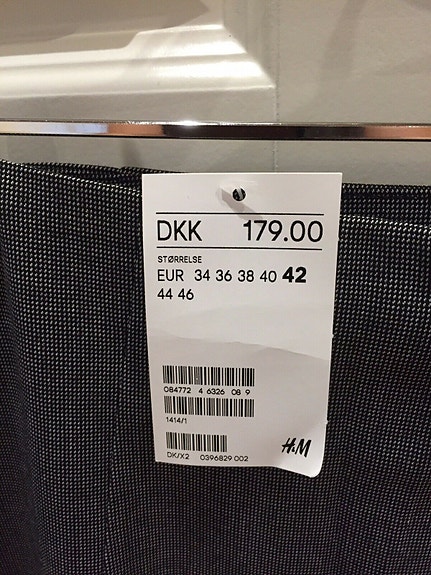 DKK 179.00
STØRRELSE
EUR 34 36 38 40 42
44 46
084772 4 6326 08 9
1414/1
H&M
DK/X2 0396829 002